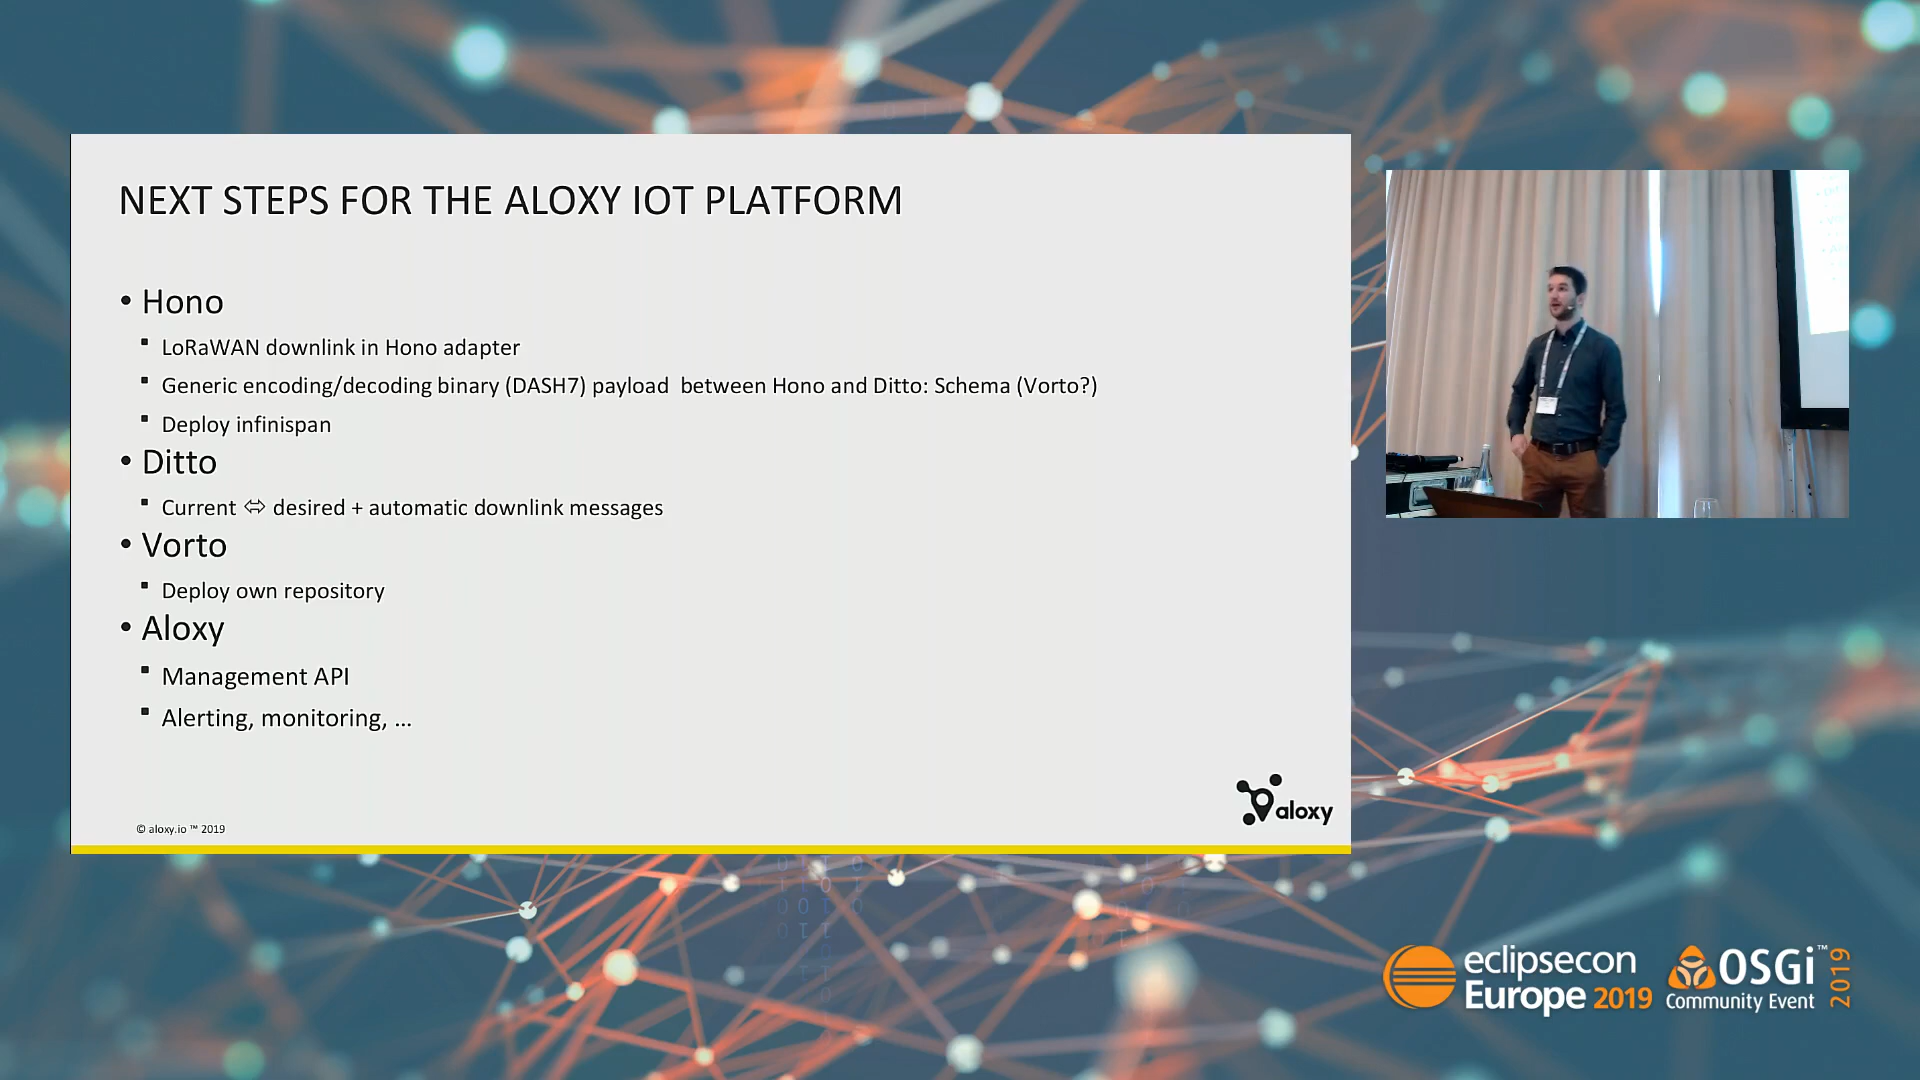 NEXT STEPS FOR THE ALOXY IOT PLATFORM
• Hono
▪ LoRaWAN downlink in Hono adapter
▪ Generic encoding/decoding binary (DASH7) payload  between Hono and Ditto: Schema (Vorto?)
▪ Deploy infinispan
• Ditto
▪ Current ⇔ desired + automatic downlink messages
• Vorto
▪ Deploy own repository
• Aloxy
▪ Management API
▪ Alerting, monitoring, ...
© aloxy.io ™ 2019
aloxy
eclipsecon
Europe 2019
OSGi™
Community Event
2019